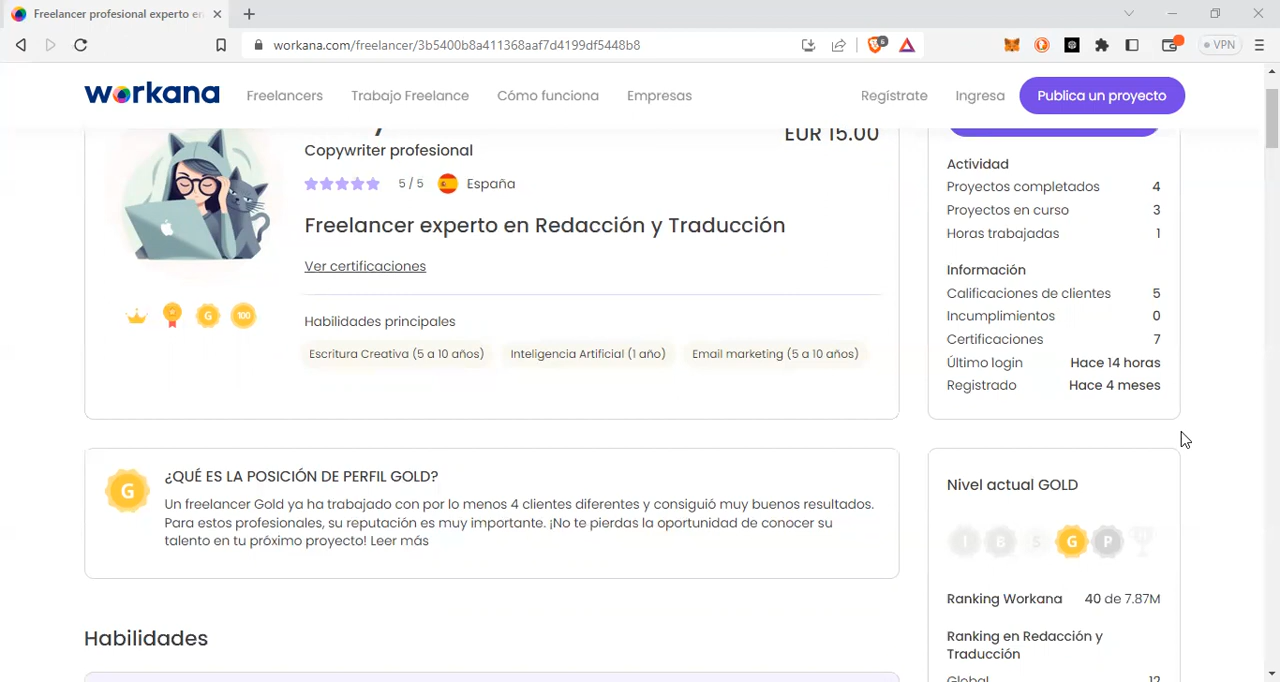 Freelancer profesional experto en
workana.com/freelancer/3b5400b8a411368aaf7d4199df5448b8
6
VPN
workana
Freelancers
Trabajo Freelance
Cómo funciona
Empresas
Regístrate
Ingresa
Publica un proyecto
EUR 15.00
Copywriter profesional
5 / 5
España
Freelancer experto en Redacción y Traducción
Ver certificaciones
G
100
Habilidades principales
Escritura Creativa (5 a 10 años)
Inteligencia Artificial (1 año)
Email marketing (5 a 10 años)
Actividad
Proyectos completados 4
Proyectos en curso 3
Horas trabajadas 1
Información
Calificaciones de clientes 5
Incumplimientos 0
Certificaciones 7
Último login Hace 14 horas
Registrado Hace 4 meses
G
¿QUÉ ES LA POSICIÓN DE PERFIL GOLD?
Un freelancer Gold ya ha trabajado con por lo menos 4 clientes diferentes y consiguió muy buenos resultados.
Para estos profesionales, su reputación es muy importante. ¡No te pierdas la oportunidad de conocer su
talento en tu próximo proyecto! Leer más
Nivel actual GOLD
I B S G P
Ranking Workana 40 de 7.87M
Ranking en Redacción y
Traducción
Global 12
Habilidades